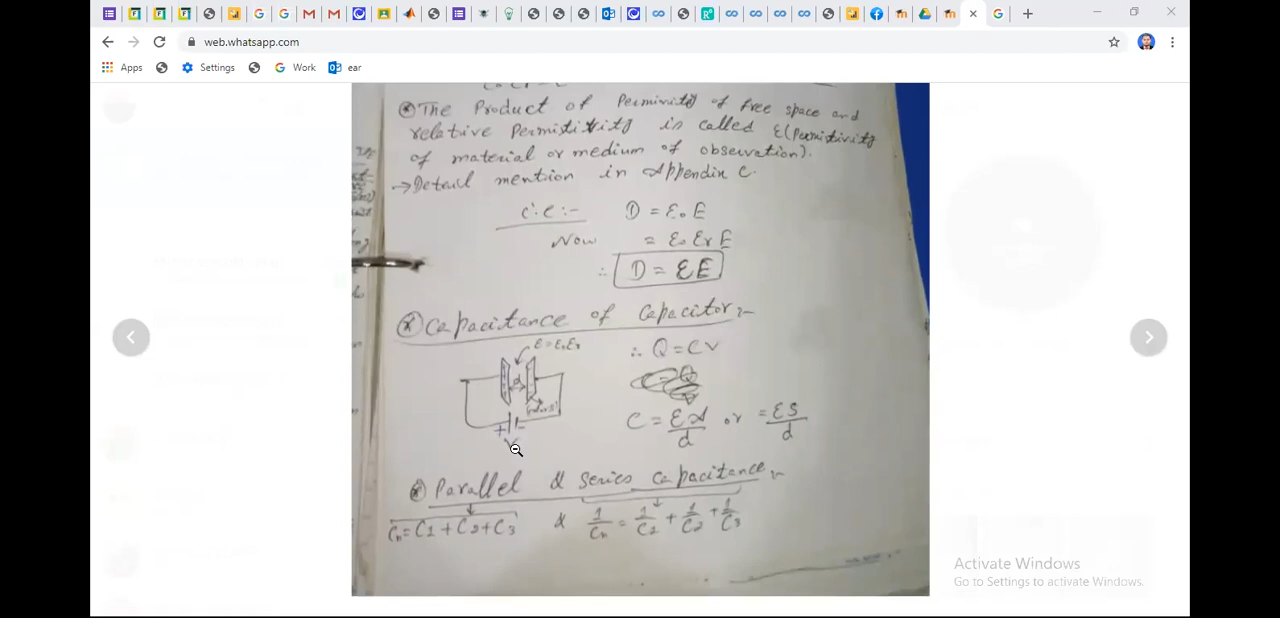 web.whatsapp.com
Apps
Settings
G Work
ear
⊛ The Product of Permivitity of free space and
relative Permitivity is called ε(Permitivity
of material or medium of observation).
→ Detail mention in Appendix C.
D = ε₀ E
Now = ε₀ εr E
∴ D = εE
⊛ Capacitance of Capacitor:-
ε=ε₀εr
∴ Q = CV
d
+ -
V
C = εA/d or = εS/d
⊛ Parallel & Series Capacitance:-
Cn = C1 + C2 + C3 & 1/Cn = 1/C1 + 1/C2 + 1/C3
Activate Windows
Go to Settings to activate Windows.